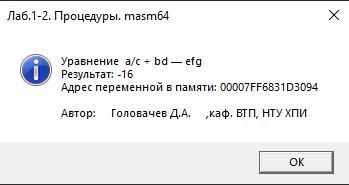 Лаб.1-2. Процедуры. masm64
Уравнение a/c + bd — efg
Результат: -16
Адрес переменной в памяти: 00007FF6831D3094
Автор: Головачев Д.А. ,каф. ВТП, НТУ ХПИ
OK